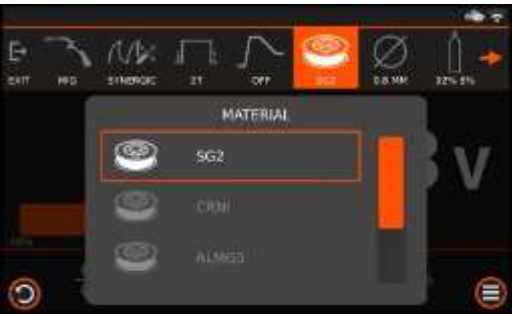 EXIT MIG SYNERGIC 2T OFF SG2 0.8 MM
MATERIAL
SG2
CRNI
ALMG5
V